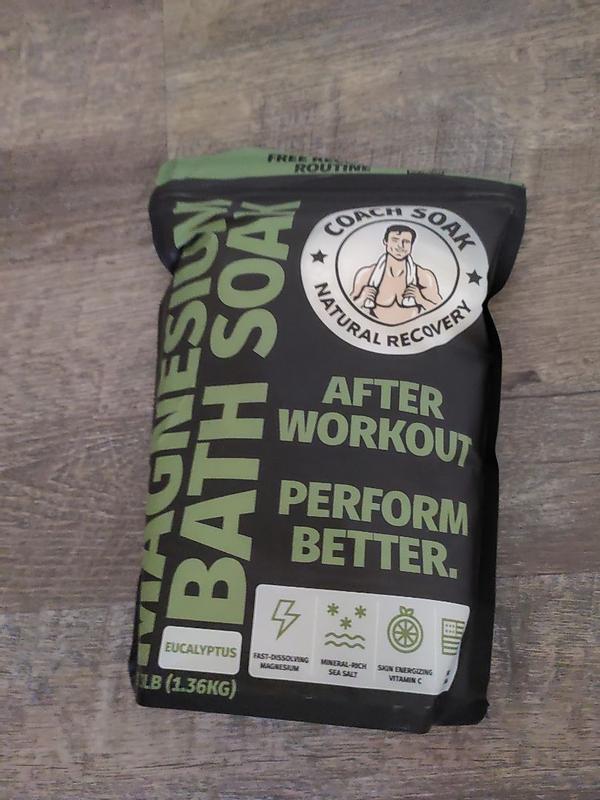 ROUTINE
COACH SOAK
NATURAL RECOVERY
MAGNESIUM
BATH SOAK
AFTER
WORKOUT
PERFORM
BETTER.
EUCALYPTUS
FAST-DISSOLVING
MAGNESIUM
MINERAL-RICH
SEA SALT
SKIN ENERGIZING
VITAMIN C
LB (1.36KG)